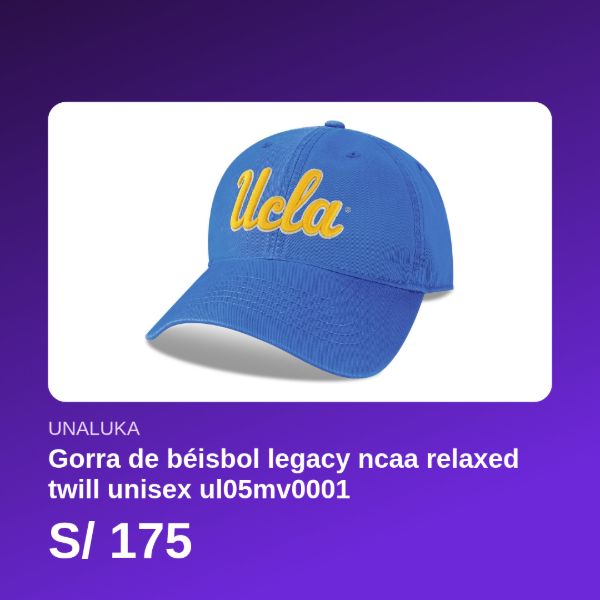 Ucla
UNALUKA
Gorra de béisbol legacy ncaa relaxed
twill unisex ul05mv0001
S/ 175